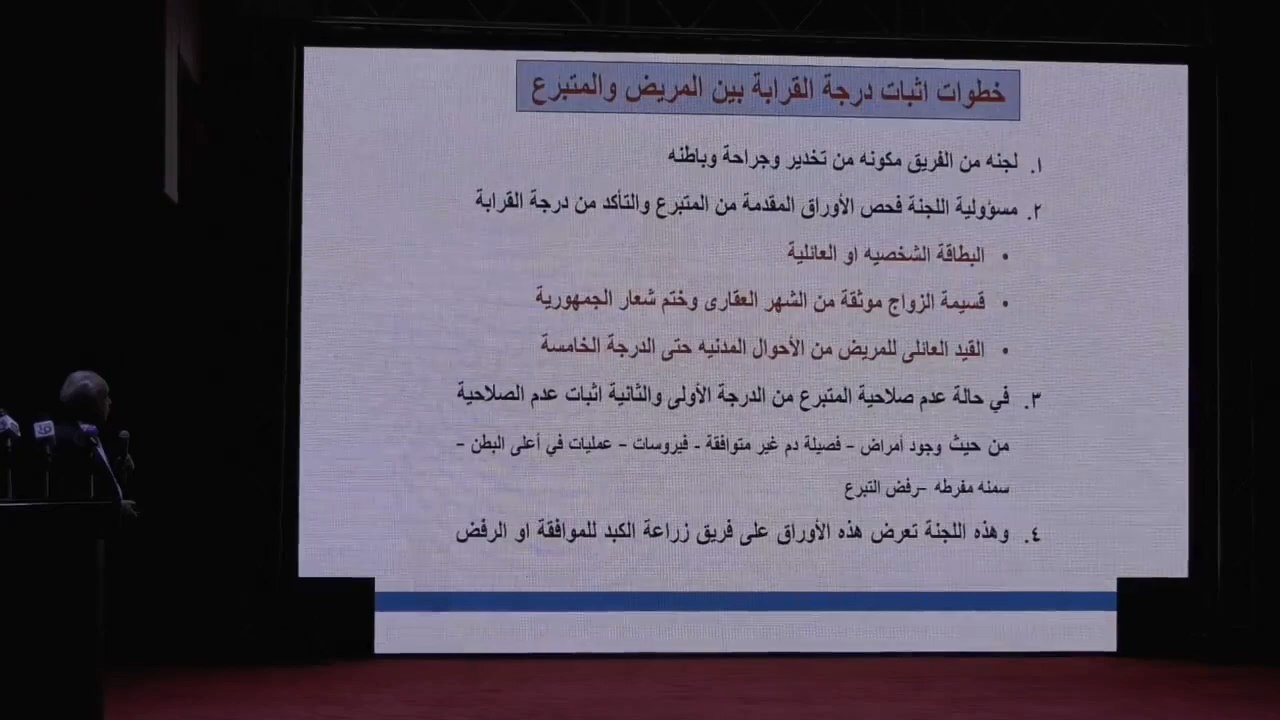 خطوات اثبات درجة القرابة بين المريض والمتبرع
١. لجنه من الفريق مكونه من تخدير وجراحة وباطنه
٢. مسؤولية اللجنة فحص الأوراق المقدمة من المتبرع والتأكد من درجة القرابة
• البطاقة الشخصيه او العائلية
• قسيمة الزواج موثقة من الشهر العقارى وختم شعار الجمهورية
• القيد العائلى للمريض من الأحوال المدنيه حتى الدرجة الخامسة
٣. في حالة عدم صلاحية المتبرع من الدرجة الأولى والثانية اثبات عدم الصلاحية
من حيث وجود أمراض – فصيلة دم غير متوافقة - فيروسات – عمليات في أعلى البطن –
سمنه مفرطه –رفض التبرع
٤. وهذه اللجنة تعرض هذه الأوراق على فريق زراعة الكبد للموافقة او الرفض